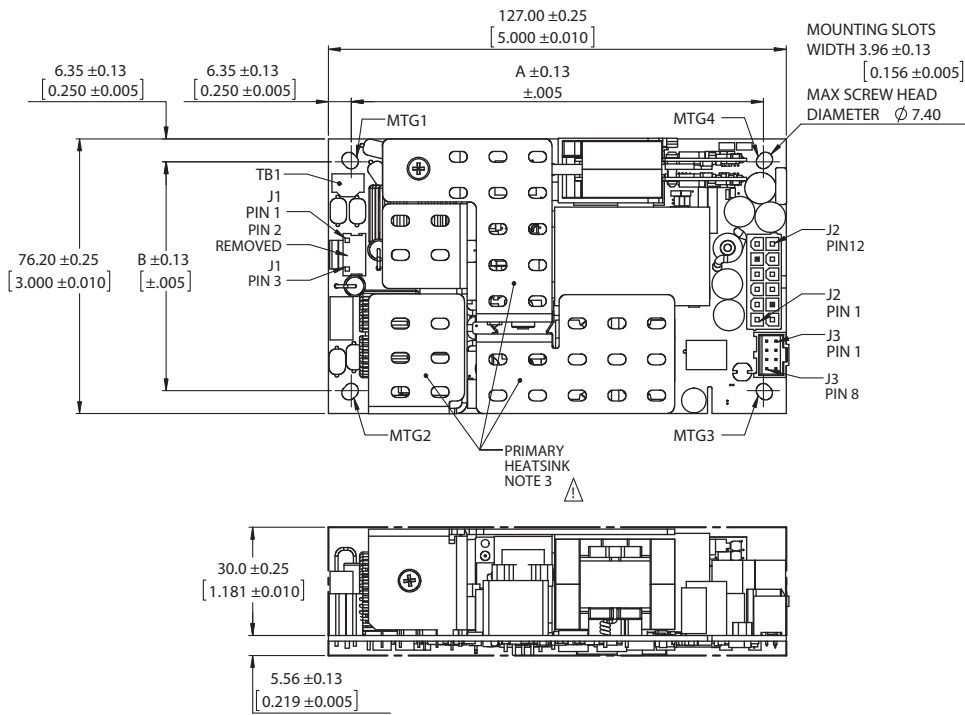 127.00 ±0.25
[5.000 ±0.010]
MOUNTING SLOTS
WIDTH 3.96 ±0.13
[0.156 ±0.005]
MAX SCREW HEAD
DIAMETER ∅ 7.40
6.35 ±0.13
[0.250 ±0.005]
6.35 ±0.13
[0.250 ±0.005]
A ±0.13
±.005
MTG1
MTG4
TB1
J1
PIN 1
PIN 2
REMOVED
J1
PIN 3
76.20 ±0.25
[3.000 ±0.010]
B ±0.13
[±.005]
J2
PIN12
J2
PIN 1
J3
PIN 1
J3
PIN 8
MTG2
MTG3
PRIMARY
HEATSINK
NOTE 3
!
30.0 ±0.25
[1.181 ±0.010]
5.56 ±0.13
[0.219 ±0.005]